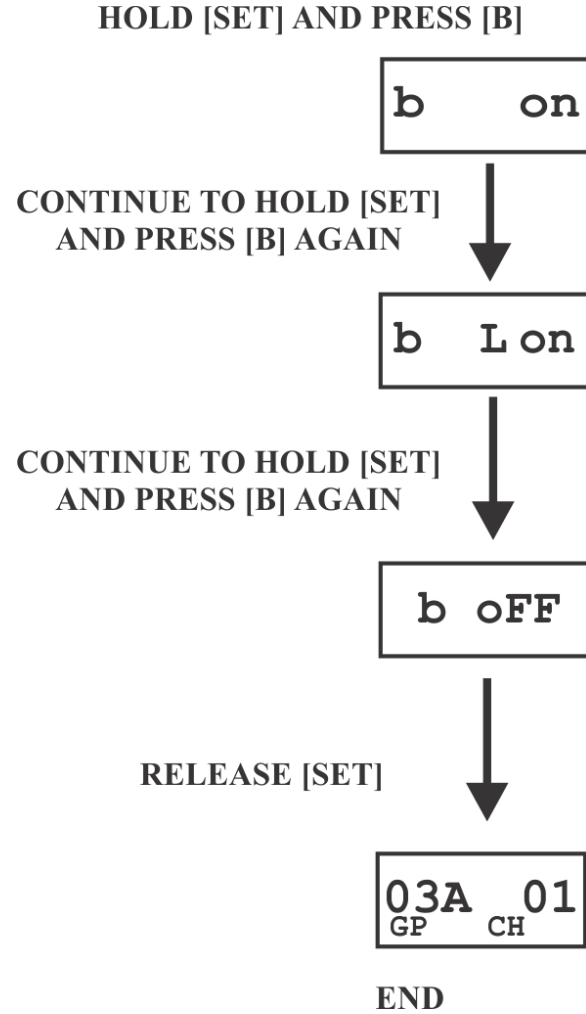 HOLD [SET] AND PRESS [B]
b on
CONTINUE TO HOLD [SET]
AND PRESS [B] AGAIN
b L on
CONTINUE TO HOLD [SET]
AND PRESS [B] AGAIN
b oFF
RELEASE [SET]
03A 01
GP CH
END